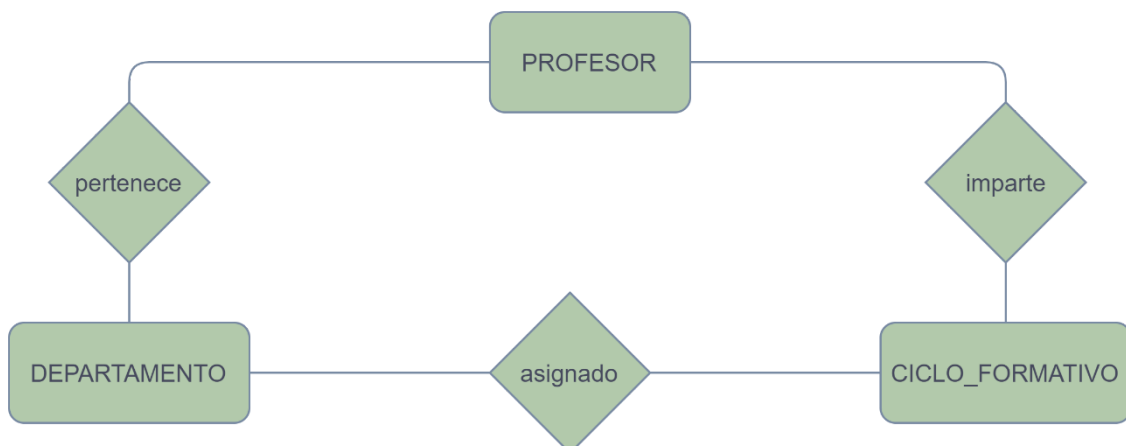 PROFESOR
pertenece
imparte
DEPARTAMENTO
asignado
CICLO_FORMATIVO